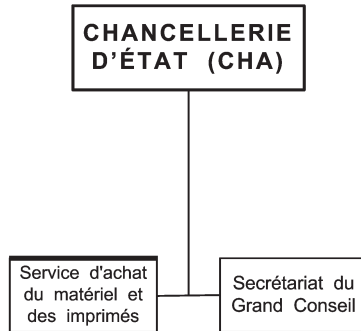 CHANCELLERIE
D'ÉTAT (CHA)
Service d'achat
du matériel et
des imprimés
Secrétariat du
Grand Conseil